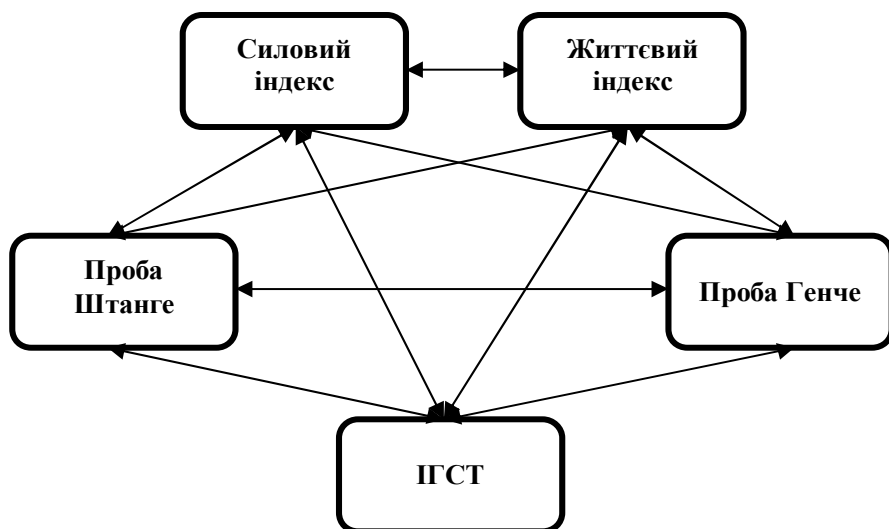 Силовий
індекс
Життєвий
індекс
Проба
Штанге
Проба Генче
ІГСТ